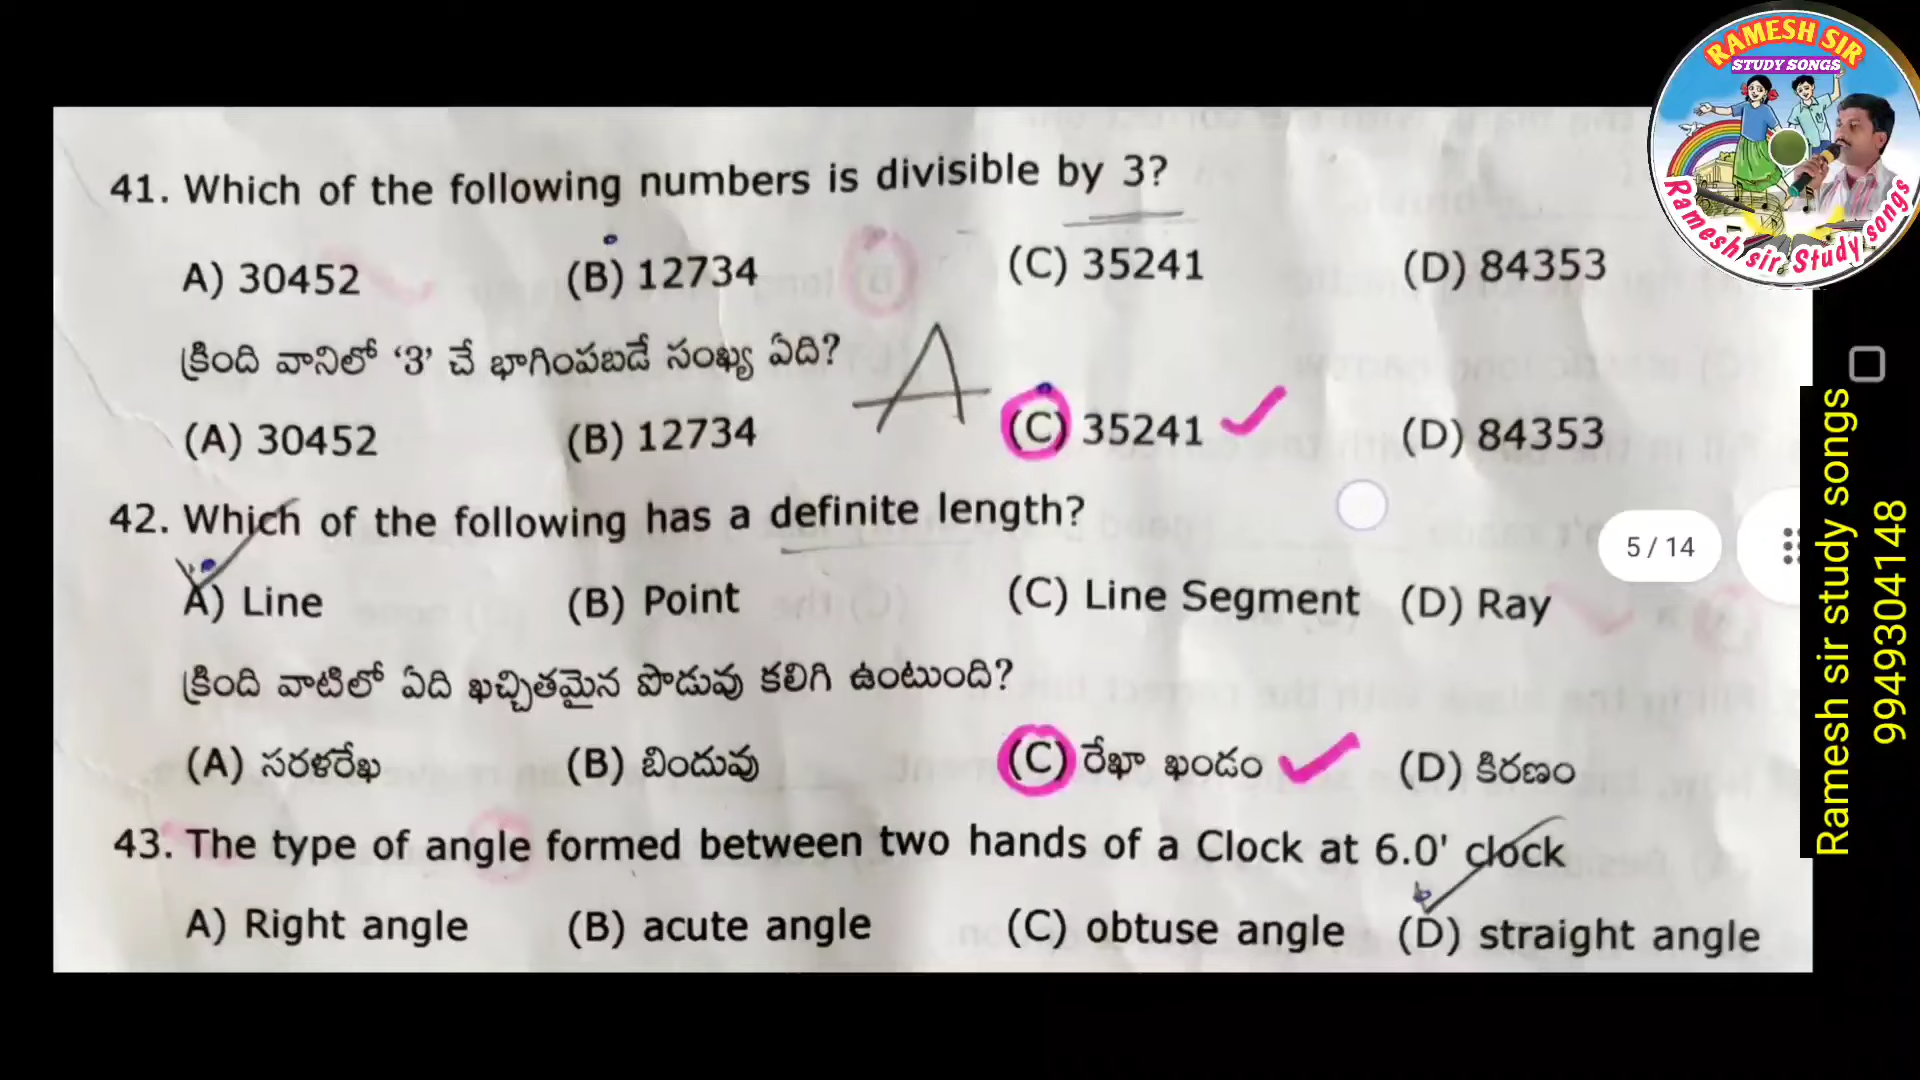 RAMESH SIR
STUDY SONGS
Ramesh sir Study songs
41. Which of the following numbers is divisible by 3?
A) 30452 (B) 12734 (C) 35241 (D) 84353
క్రింది వానిలో ‘3’ చే భాగింపబడే సంఖ్య ఏది?
A
(A) 30452 (B) 12734 (C) 35241 (D) 84353
42. Which of the following has a definite length?
A) Line (B) Point (C) Line Segment (D) Ray
క్రింది వాటిలో ఏది ఖచ్చితమైన పొడువు కలిగి ఉంటుంది?
(A) సరళరేఖ (B) బిందువు (C) రేఖా ఖండం (D) కిరణం
43. The type of angle formed between two hands of a Clock at 6.0' clock
A) Right angle (B) acute angle (C) obtuse angle (D) straight angle
5 / 14
Ramesh sir study songs
9949304148